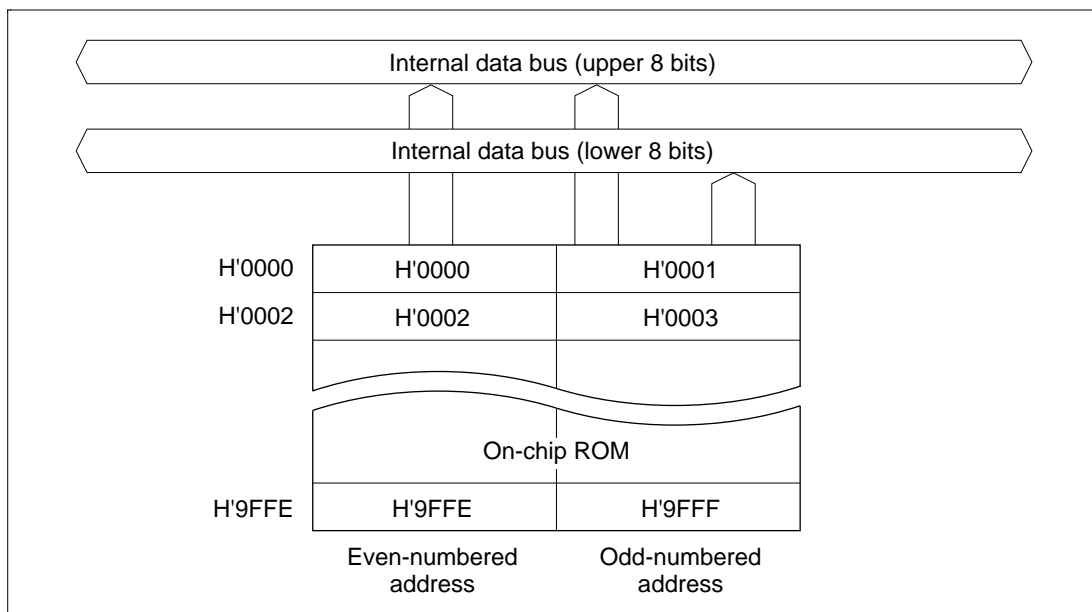 Internal data bus (upper 8 bits)
Internal data bus (lower 8 bits)
H'0000 H'0000 H'0001
H'0002 H'0002 H'0003
On-chip ROM
H'9FFE H'9FFE H'9FFF
Even-numbered Odd-numbered
address address